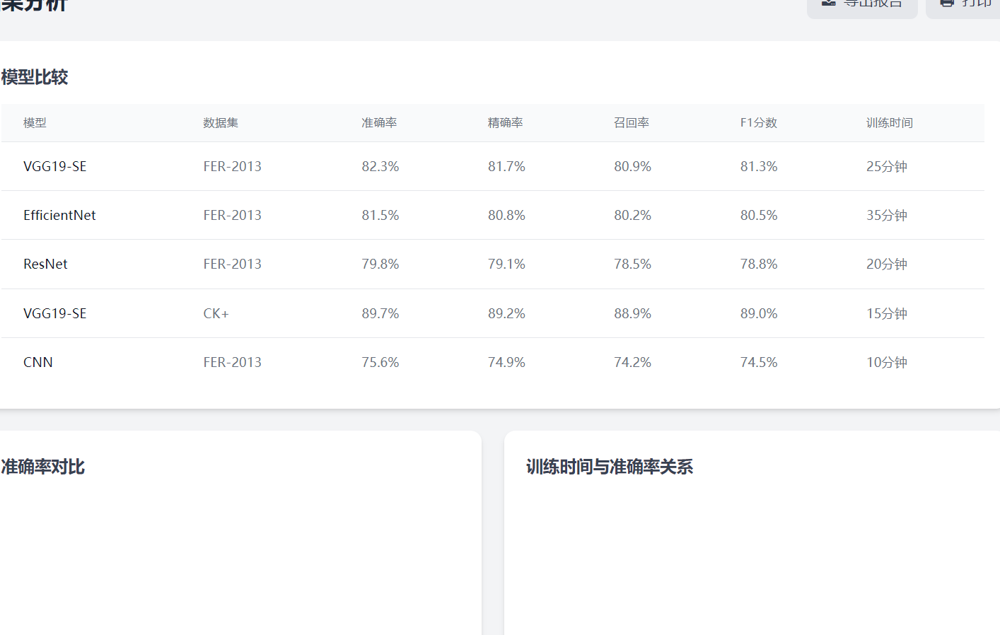 果分析
导出报告
打印
模型比较
模型 数据集 准确率 精确率 召回率 F1分数 训练时间
VGG19-SE FER-2013 82.3% 81.7% 80.9% 81.3% 25分钟
EfficientNet FER-2013 81.5% 80.8% 80.2% 80.5% 35分钟
ResNet FER-2013 79.8% 79.1% 78.5% 78.8% 20分钟
VGG19-SE CK+ 89.7% 89.2% 88.9% 89.0% 15分钟
CNN FER-2013 75.6% 74.9% 74.2% 74.5% 10分钟
准确率对比
训练时间与准确率关系